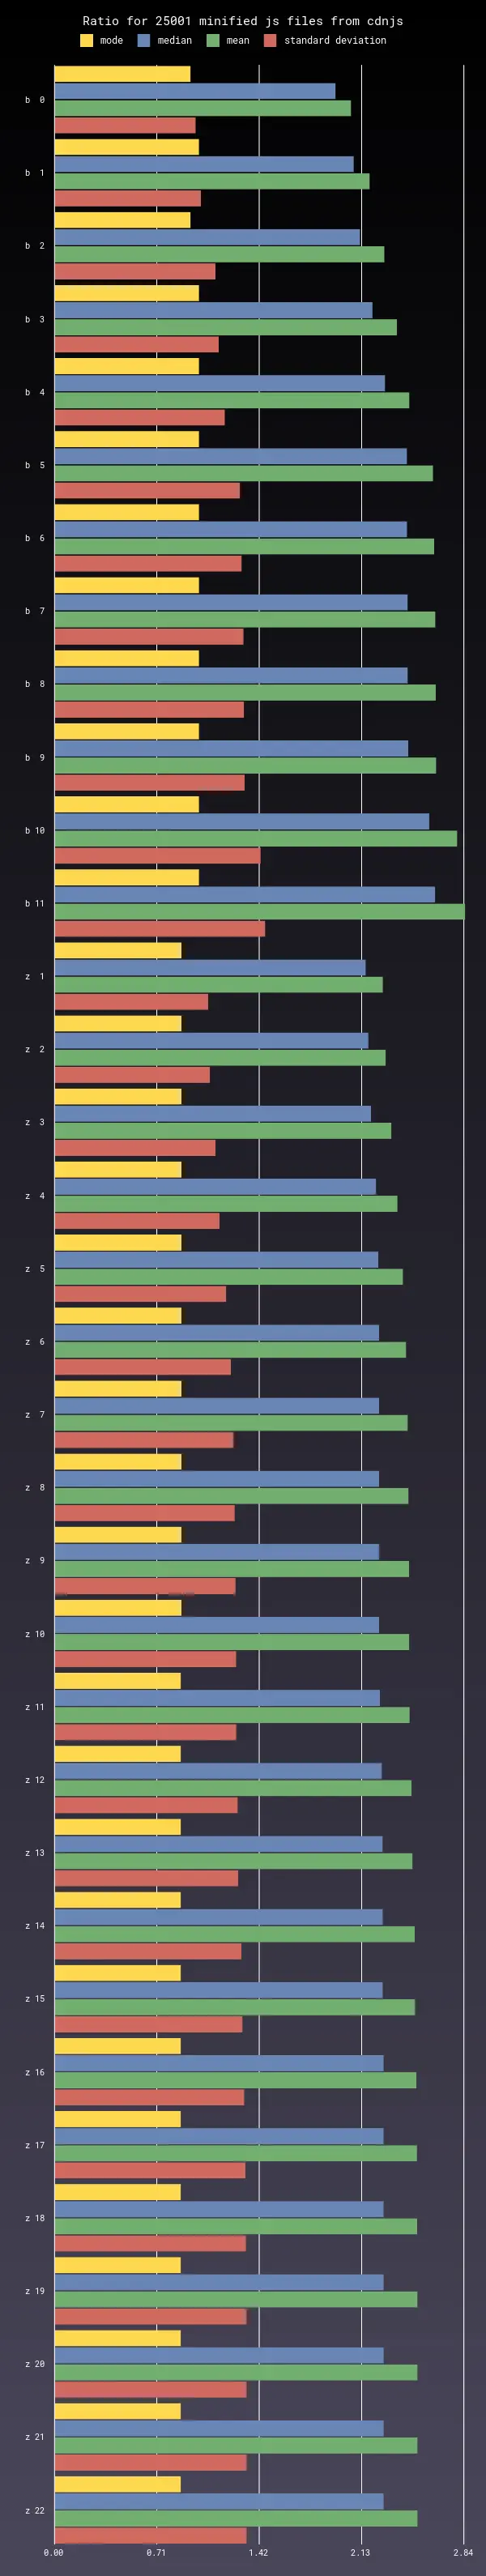 Ratio for 25001 minified js files from cdnjs
mode median mean standard deviation
b 0
b 1
b 2
b 3
b 4
b 5
b 6
b 7
b 8
b 9
b 10
b 11
z 1
z 2
z 3
z 4
z 5
z 6
z 7
z 8
z 9
z 10
z 11
z 12
z 13
z 14
z 15
z 16
z 17
z 18
z 19
z 20
z 21
z 22
0.00 0.71 1.42 2.13 2.84